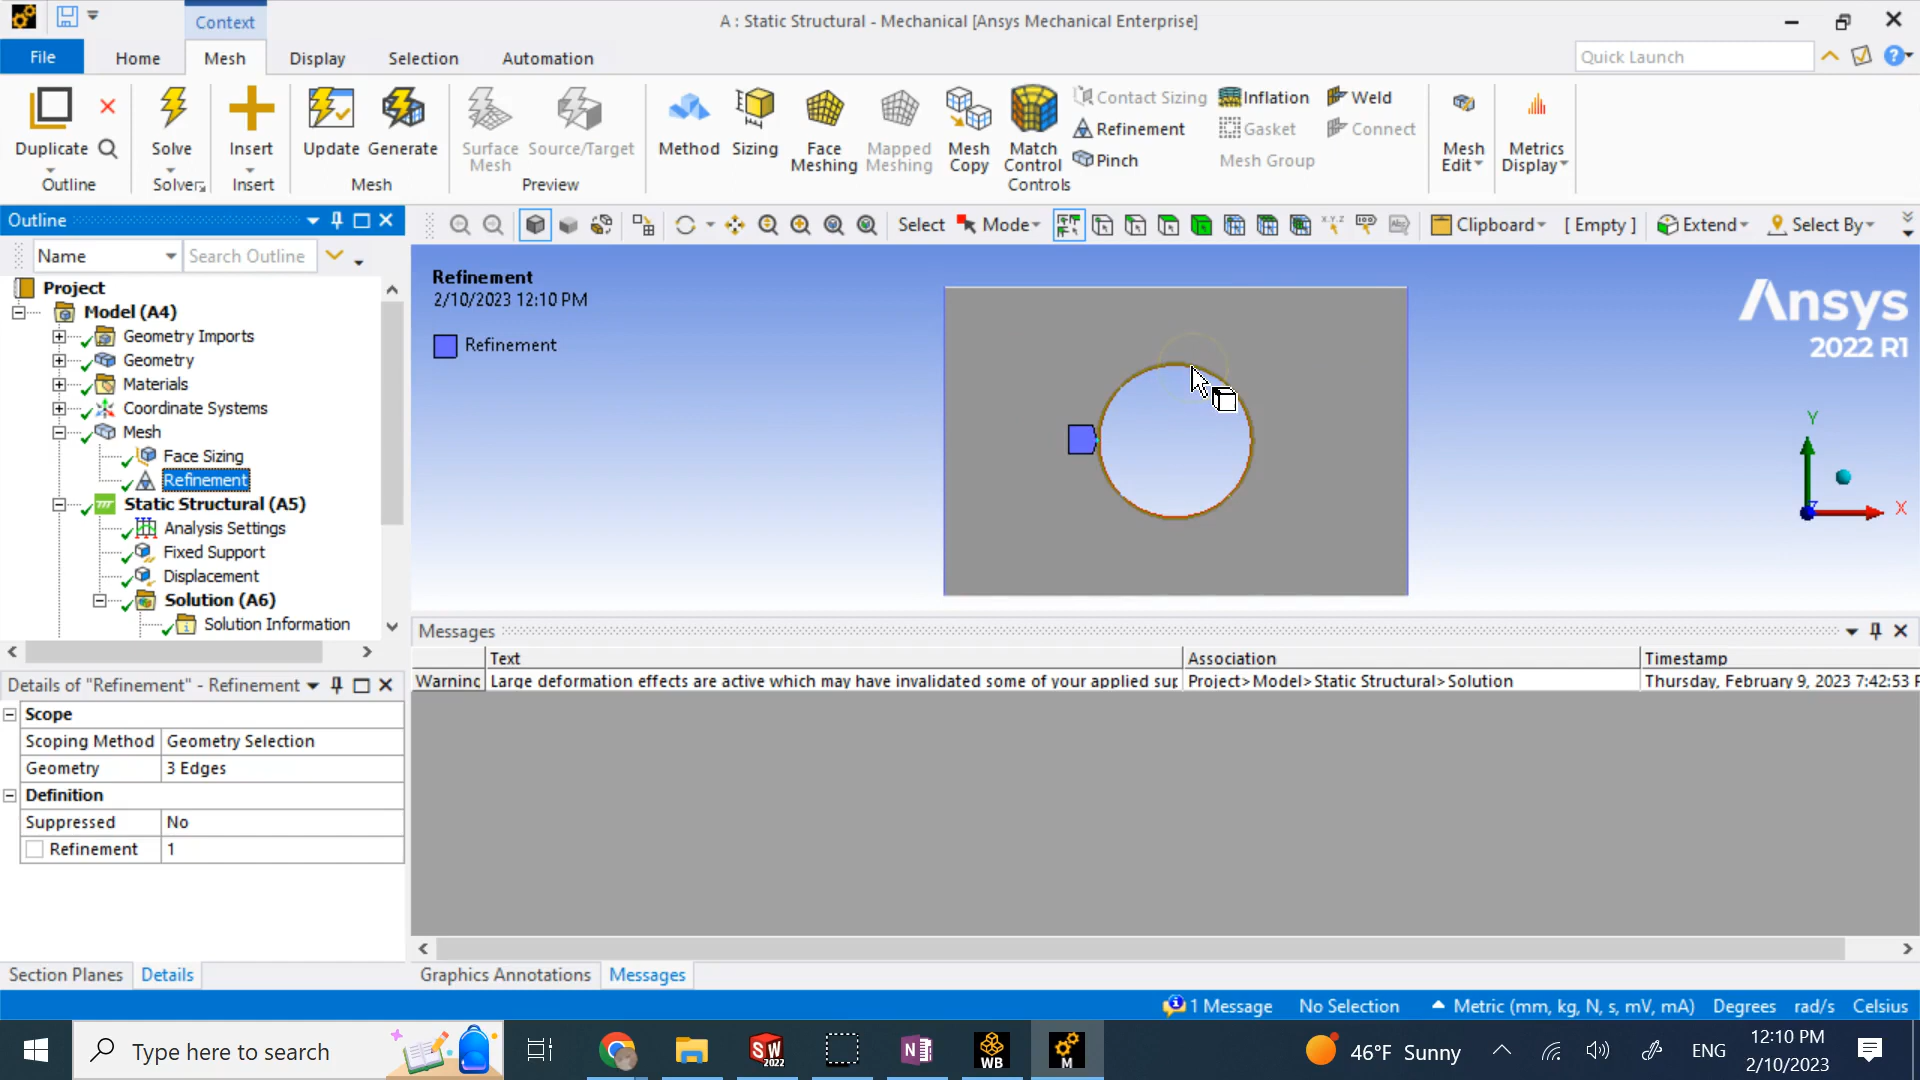 Context
A : Static Structural - Mechanical [Ansys Mechanical Enterprise]
File
Home
Mesh
Display
Selection
Automation
Quick Launch
Duplicate
Outline
Solve
Solver
Insert
Insert
Update
Generate
Mesh
Surface Mesh
Source/Target
Preview
Method
Sizing
Face Meshing
Mapped Meshing
Mesh Copy
Match Control
Contact Sizing
Refinement
Pinch
Inflation
Gasket
Mesh Group
Weld
Connect
Controls
Mesh Edit
Metrics Display
Outline
Name
Search Outline
Select
Mode
Clipboard
[ Empty ]
Extend
Select By
Project
Model (A4)
Geometry Imports
Geometry
Materials
Coordinate Systems
Mesh
Face Sizing
Refinement
Static Structural (A5)
Analysis Settings
Fixed Support
Displacement
Solution (A6)
Solution Information
Refinement
2/10/2023 12:10 PM
Refinement
Ansys
2022 R1
Y
X
Z
Details of "Refinement" - Refinement
Scope
Scoping Method Geometry Selection
Geometry 3 Edges
Definition
Suppressed No
Refinement 1
Section Planes
Details
Messages
Text Association Timestamp
Warning Large deformation effects are active which may have invalidated some of your applied sup Project>Model>Static Structural>Solution Thursday, February 9, 2023 7:42:53 P
Graphics Annotations
Messages
1 Message
No Selection
Metric (mm, kg, N, s, mV, mA)
Degrees
rad/s
Celsius
Type here to search
SW
2022
N
WB
M
46°F Sunny
ENG
12:10 PM
2/10/2023